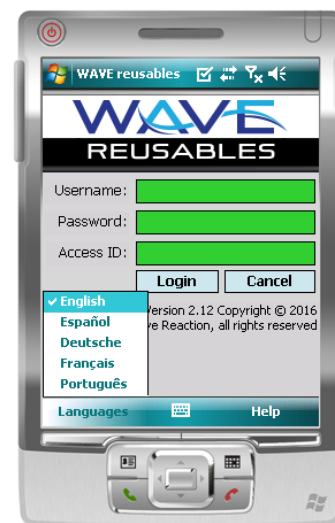 WAVE reusables
WAVE
REUSABLES
Username:
Password:
Access ID:
Login Cancel
English
Español
Deutsche
Français
Português
Version 2.12 Copyright © 2016
Reaction, all rights reserved
Languages Help